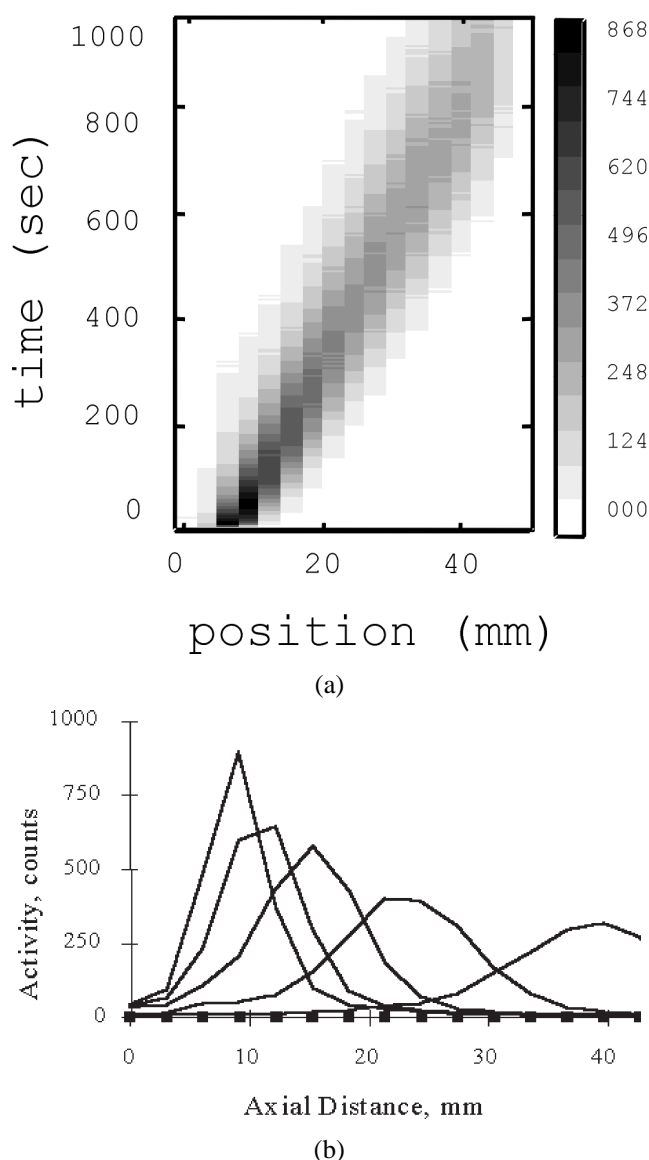 1000
800
600
400
200
0
time (sec)
0 20 40
position (mm)
868
744
620
496
372
248
124
000
(a)
1000
750
500
250
0
Activity, counts
0 10 20 30 40
Axial Distance, mm
(b)